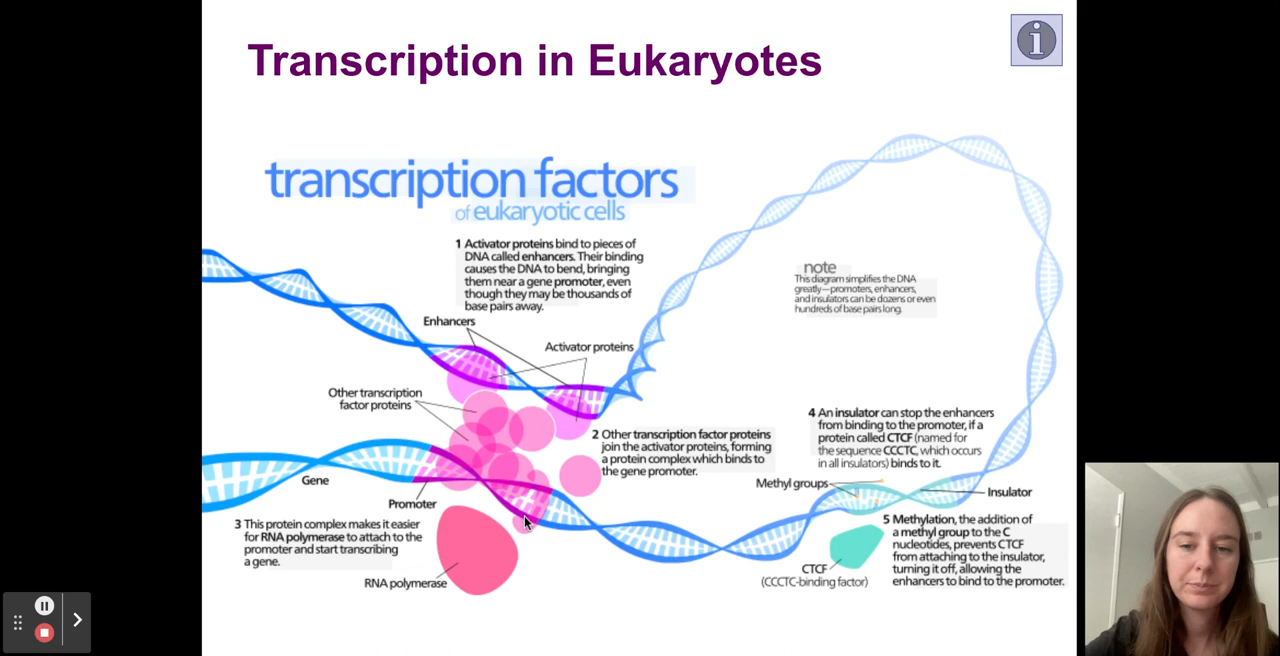 Transcription in Eukaryotes
i
transcription factors
of eukaryotic cells
1 Activator proteins bind to pieces of
DNA called enhancers. Their binding
causes the DNA to bend, bringing
them near a gene promoter, even
though they may be thousands of
base pairs away.
note
This diagram simplifies the DNA
greatly—promoters, enhancers,
and insulators can be dozens or even
hundreds of base pairs long.
Enhancers
Activator proteins
Other transcription
factor proteins
2 Other transcription factor proteins
join the activator proteins, forming
a protein complex which binds to
the gene promoter.
4 An insulator can stop the enhancers
from binding to the promoter, if a
protein called CTCF (named for
the sequence CCCTC, which occurs
in all insulators) binds to it.
Gene
Promoter
Methyl groups
Insulator
3 This protein complex makes it easier
for RNA polymerase to attach to the
promoter and start transcribing
a gene.
RNA polymerase
5 Methylation, the addition of
a methyl group to the C
nucleotides, prevents CTCF
from attaching to the insulator,
turning it off, allowing the
enhancers to bind to the promoter.
CTCF
(CCCTC-binding factor)